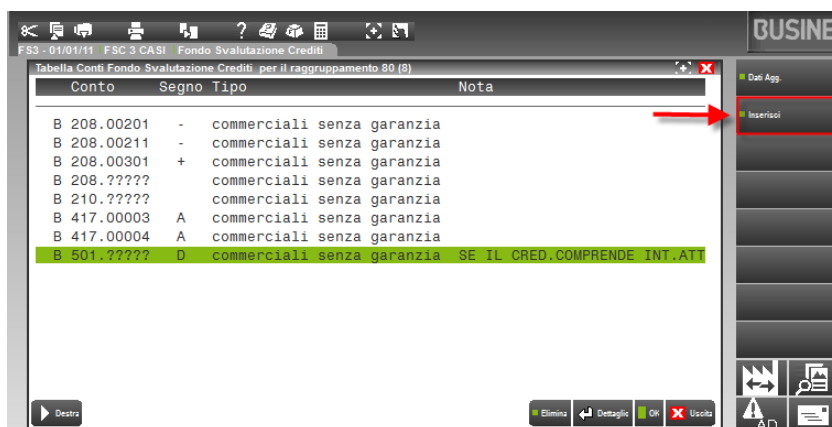 BUSINE
FS3 - 01/01/11 FSC 3 CASI Fondo Svalutazione Crediti
Tabella Conti Fondo Svalutazione Crediti per il raggruppamento 80 (8)
Conto Segno Tipo Nota
B 208.00201 - commerciali senza garanzia
B 208.00211 - commerciali senza garanzia
B 208.00301 + commerciali senza garanzia
B 208.????? commerciali senza garanzia
B 210.????? commerciali senza garanzia
B 417.00003 A commerciali senza garanzia
B 417.00004 A commerciali senza garanzia
B 501.????? D commerciali senza garanzia SE IL CRED.COMPRENDE INT.ATT
Dati Agg.
Inserisci
Destra
Elimina
Dettaglio
OK
Uscita
AD